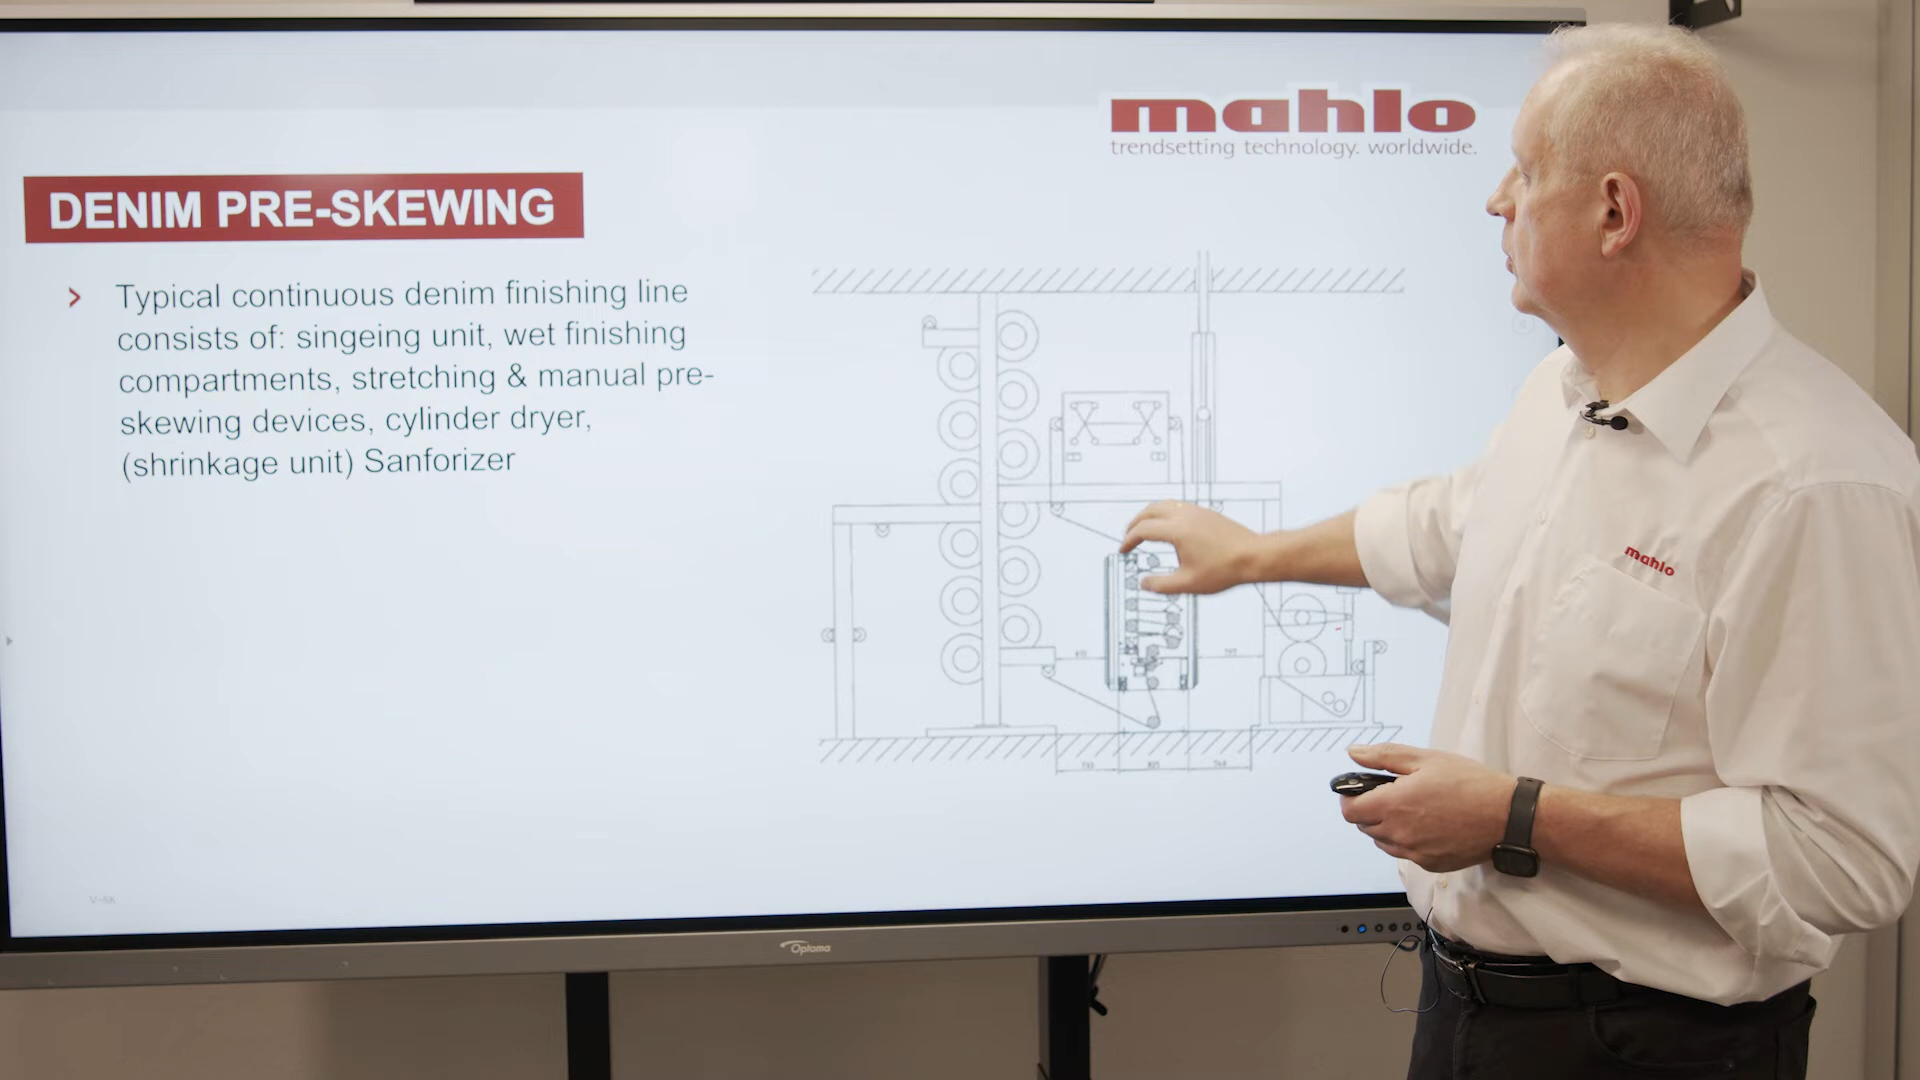 mahlo
trendsetting technology. worldwide.
DENIM PRE-SKEWING
Typical continuous denim finishing line
consists of: singeing unit, wet finishing
compartments, stretching & manual pre-
skewing devices, cylinder dryer,
(shrinkage unit) Sanforizer
mahlo
Optoma